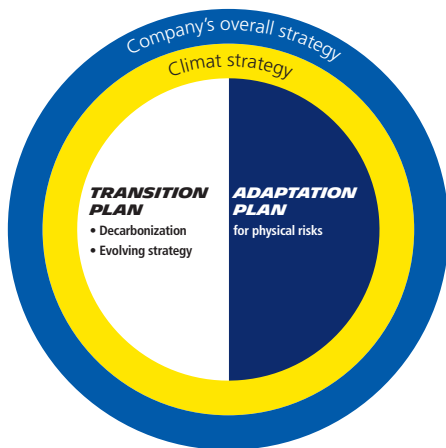 Company's overall strategy
Climat strategy
TRANSITION
PLAN
• Decarbonization
• Evolving strategy
ADAPTATION
PLAN
for physical risks